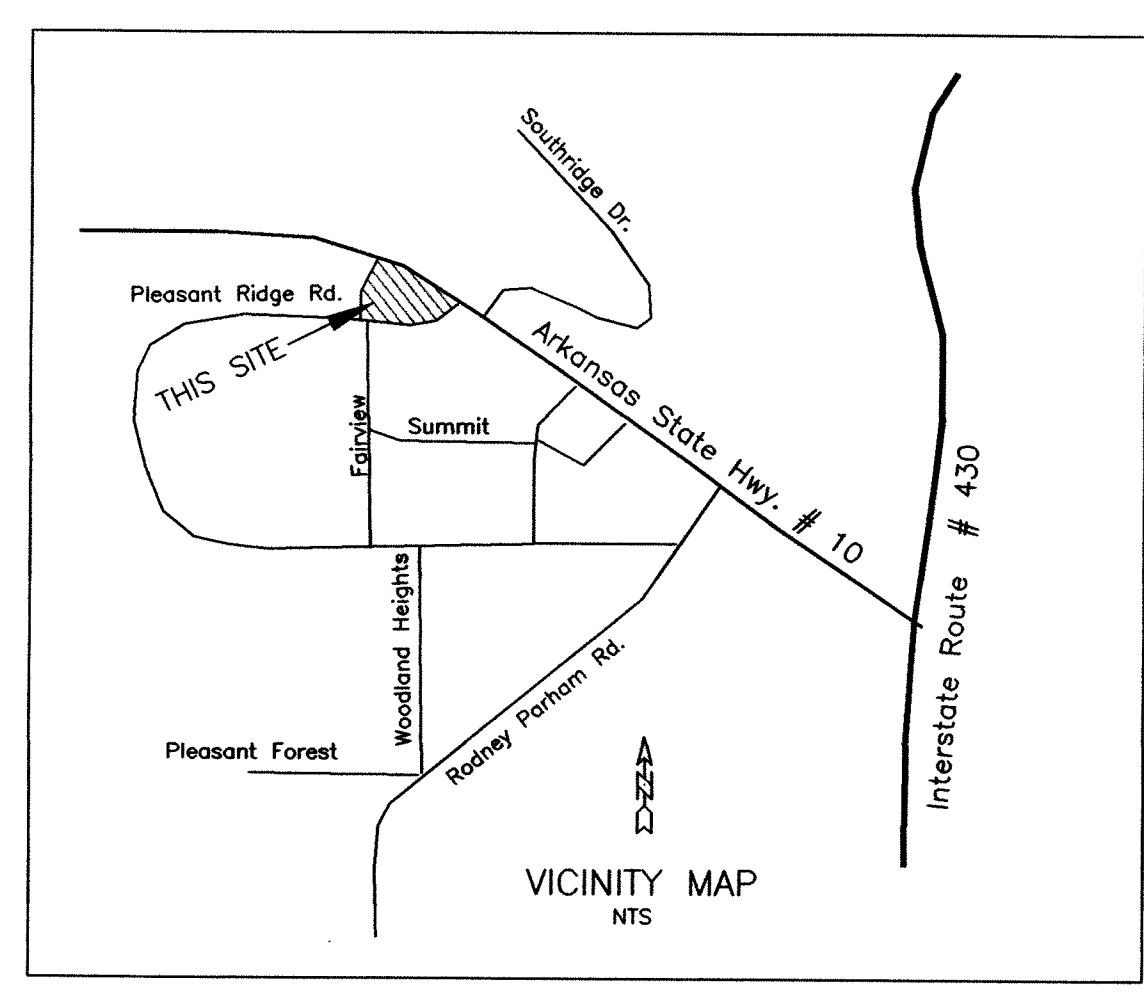 Southridge Dr.
Pleasant Ridge Rd.
THIS SITE
Arkansas State Hwy. # 10
Fairview
Summit
Interstate Route # 430
Woodland Heights
Rodney Parham Rd.
Pleasant Forest
N
VICINITY MAP
NTS